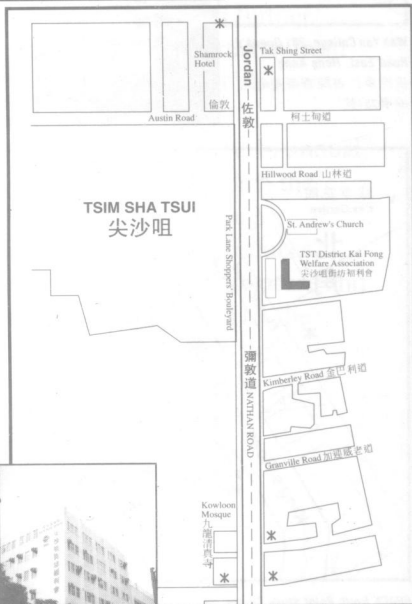 Shamrock
Hotel
倫敦
Austin Road
Jordan
佐敦
Tak Shing Street
柯士甸道
Hillwood Road 山林道
TSIM SHA TSUI
尖沙咀
Park Lane Shoppers' Boulevard
St. Andrew's Church
TST District Kai Fong
Welfare Association
尖沙咀街坊福利會
彌敦道 NATHAN ROAD
Kimberley Road 金巴利道
Granville Road 加連威老道
Kowloon
Mosque
九龍清真寺